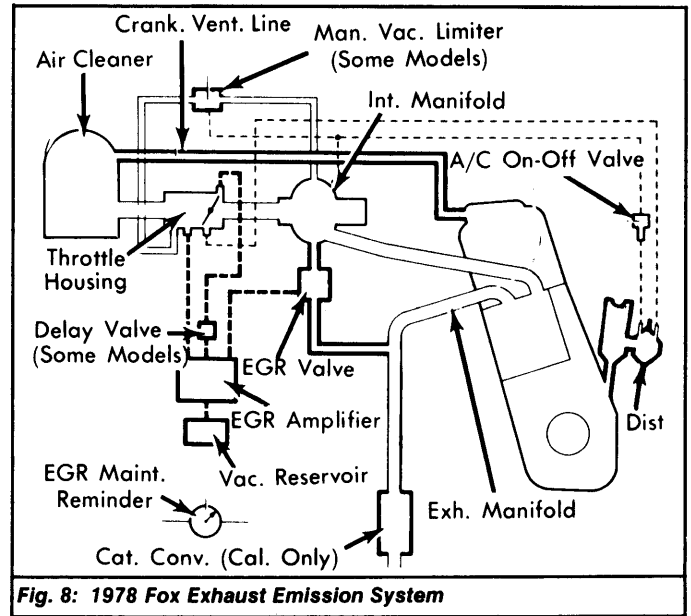 Crank. Vent. Line
Man. Vac. Limiter
(Some Models)
Air Cleaner
Int. Manifold
A/C On-Off Valve
Throttle
Housing
Delay Valve
(Some Models)
EGR Valve
EGR Amplifier
Dist
Vac. Reservoir
EGR Maint.
Reminder
Exh. Manifold
Cat. Conv. (Cal. Only)
Fig. 8: 1978 Fox Exhaust Emission System